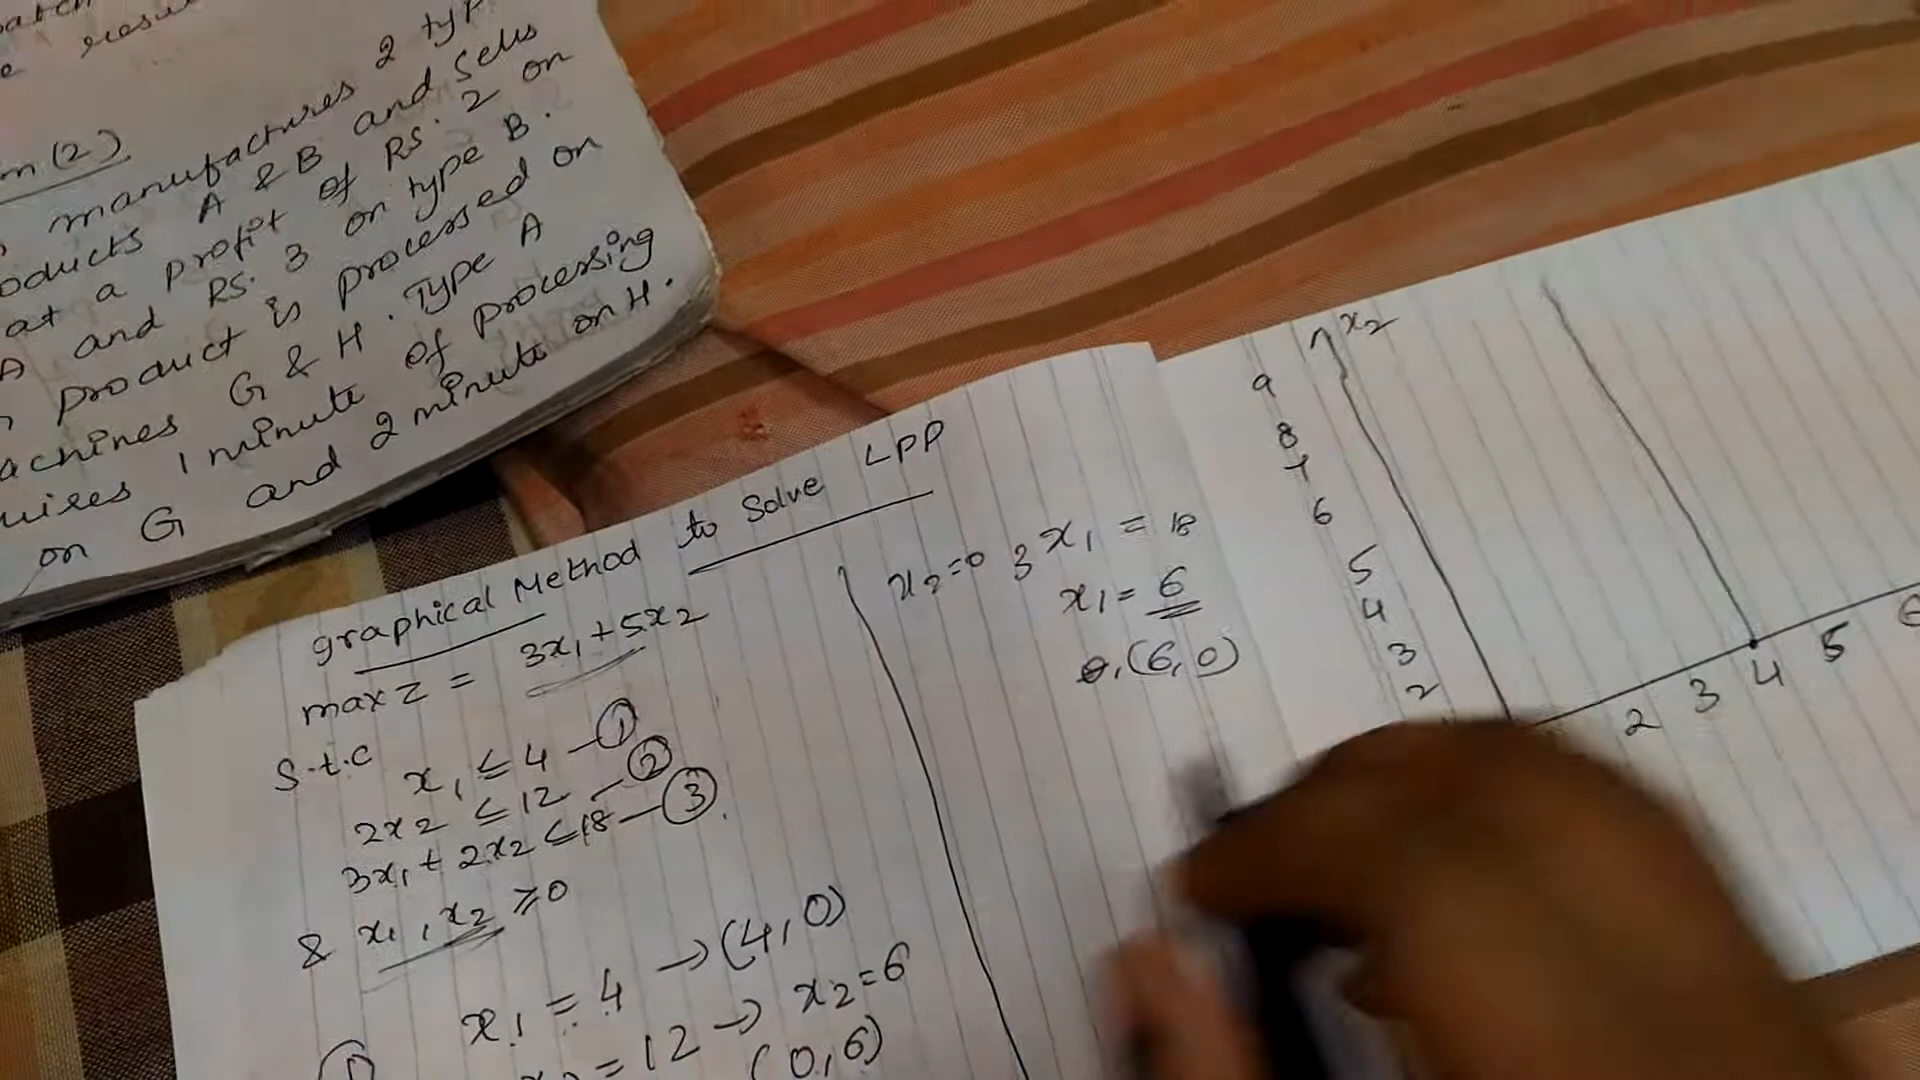 manufactures 2
A & B and Sells
at a profit of RS. 2 on
A and RS. 3 on type B.
product is processed on
G & H. Type A
1 minute of processing
on G and 2 minute on H.
graphical Method to Solve LPP
max z = 3x1 + 5x2
S.t.c x1 ≤ 4 — ①
2x2 ≤ 12 — ②
3x1 + 2x2 ≤ 18 — ③
& x1, x2 ≥ 0
x1 = 4 → (4, 0)
= 12 → x2 = 6
(0, 6)
x2 = 0 3x1 = 18
x1 = 6
(6, 0)
x2
9
8
7
6
5
4
3
2
2 3 4 5 6